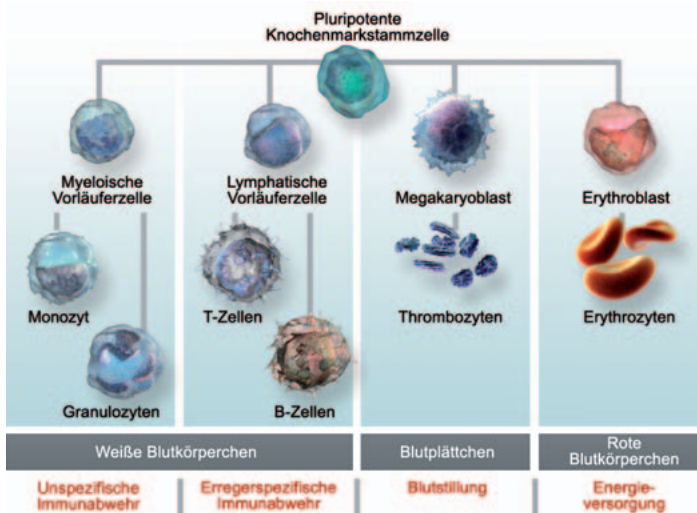 Pluripotente
Knochenmarkstammzelle
Myeloische
Vorläuferzelle
Lymphatische
Vorläuferzelle
Megakaryoblast
Erythroblast
Monozyt
T-Zellen
Thrombozyten
Erythrozyten
Granulozyten
B-Zellen
Weiße Blutkörperchen
Blutplättchen
Rote
Blutkörperchen
Unspezifische
Immunabwehr
Erregerspezifische
Immunabwehr
Blutstillung
Energie-
versorgung